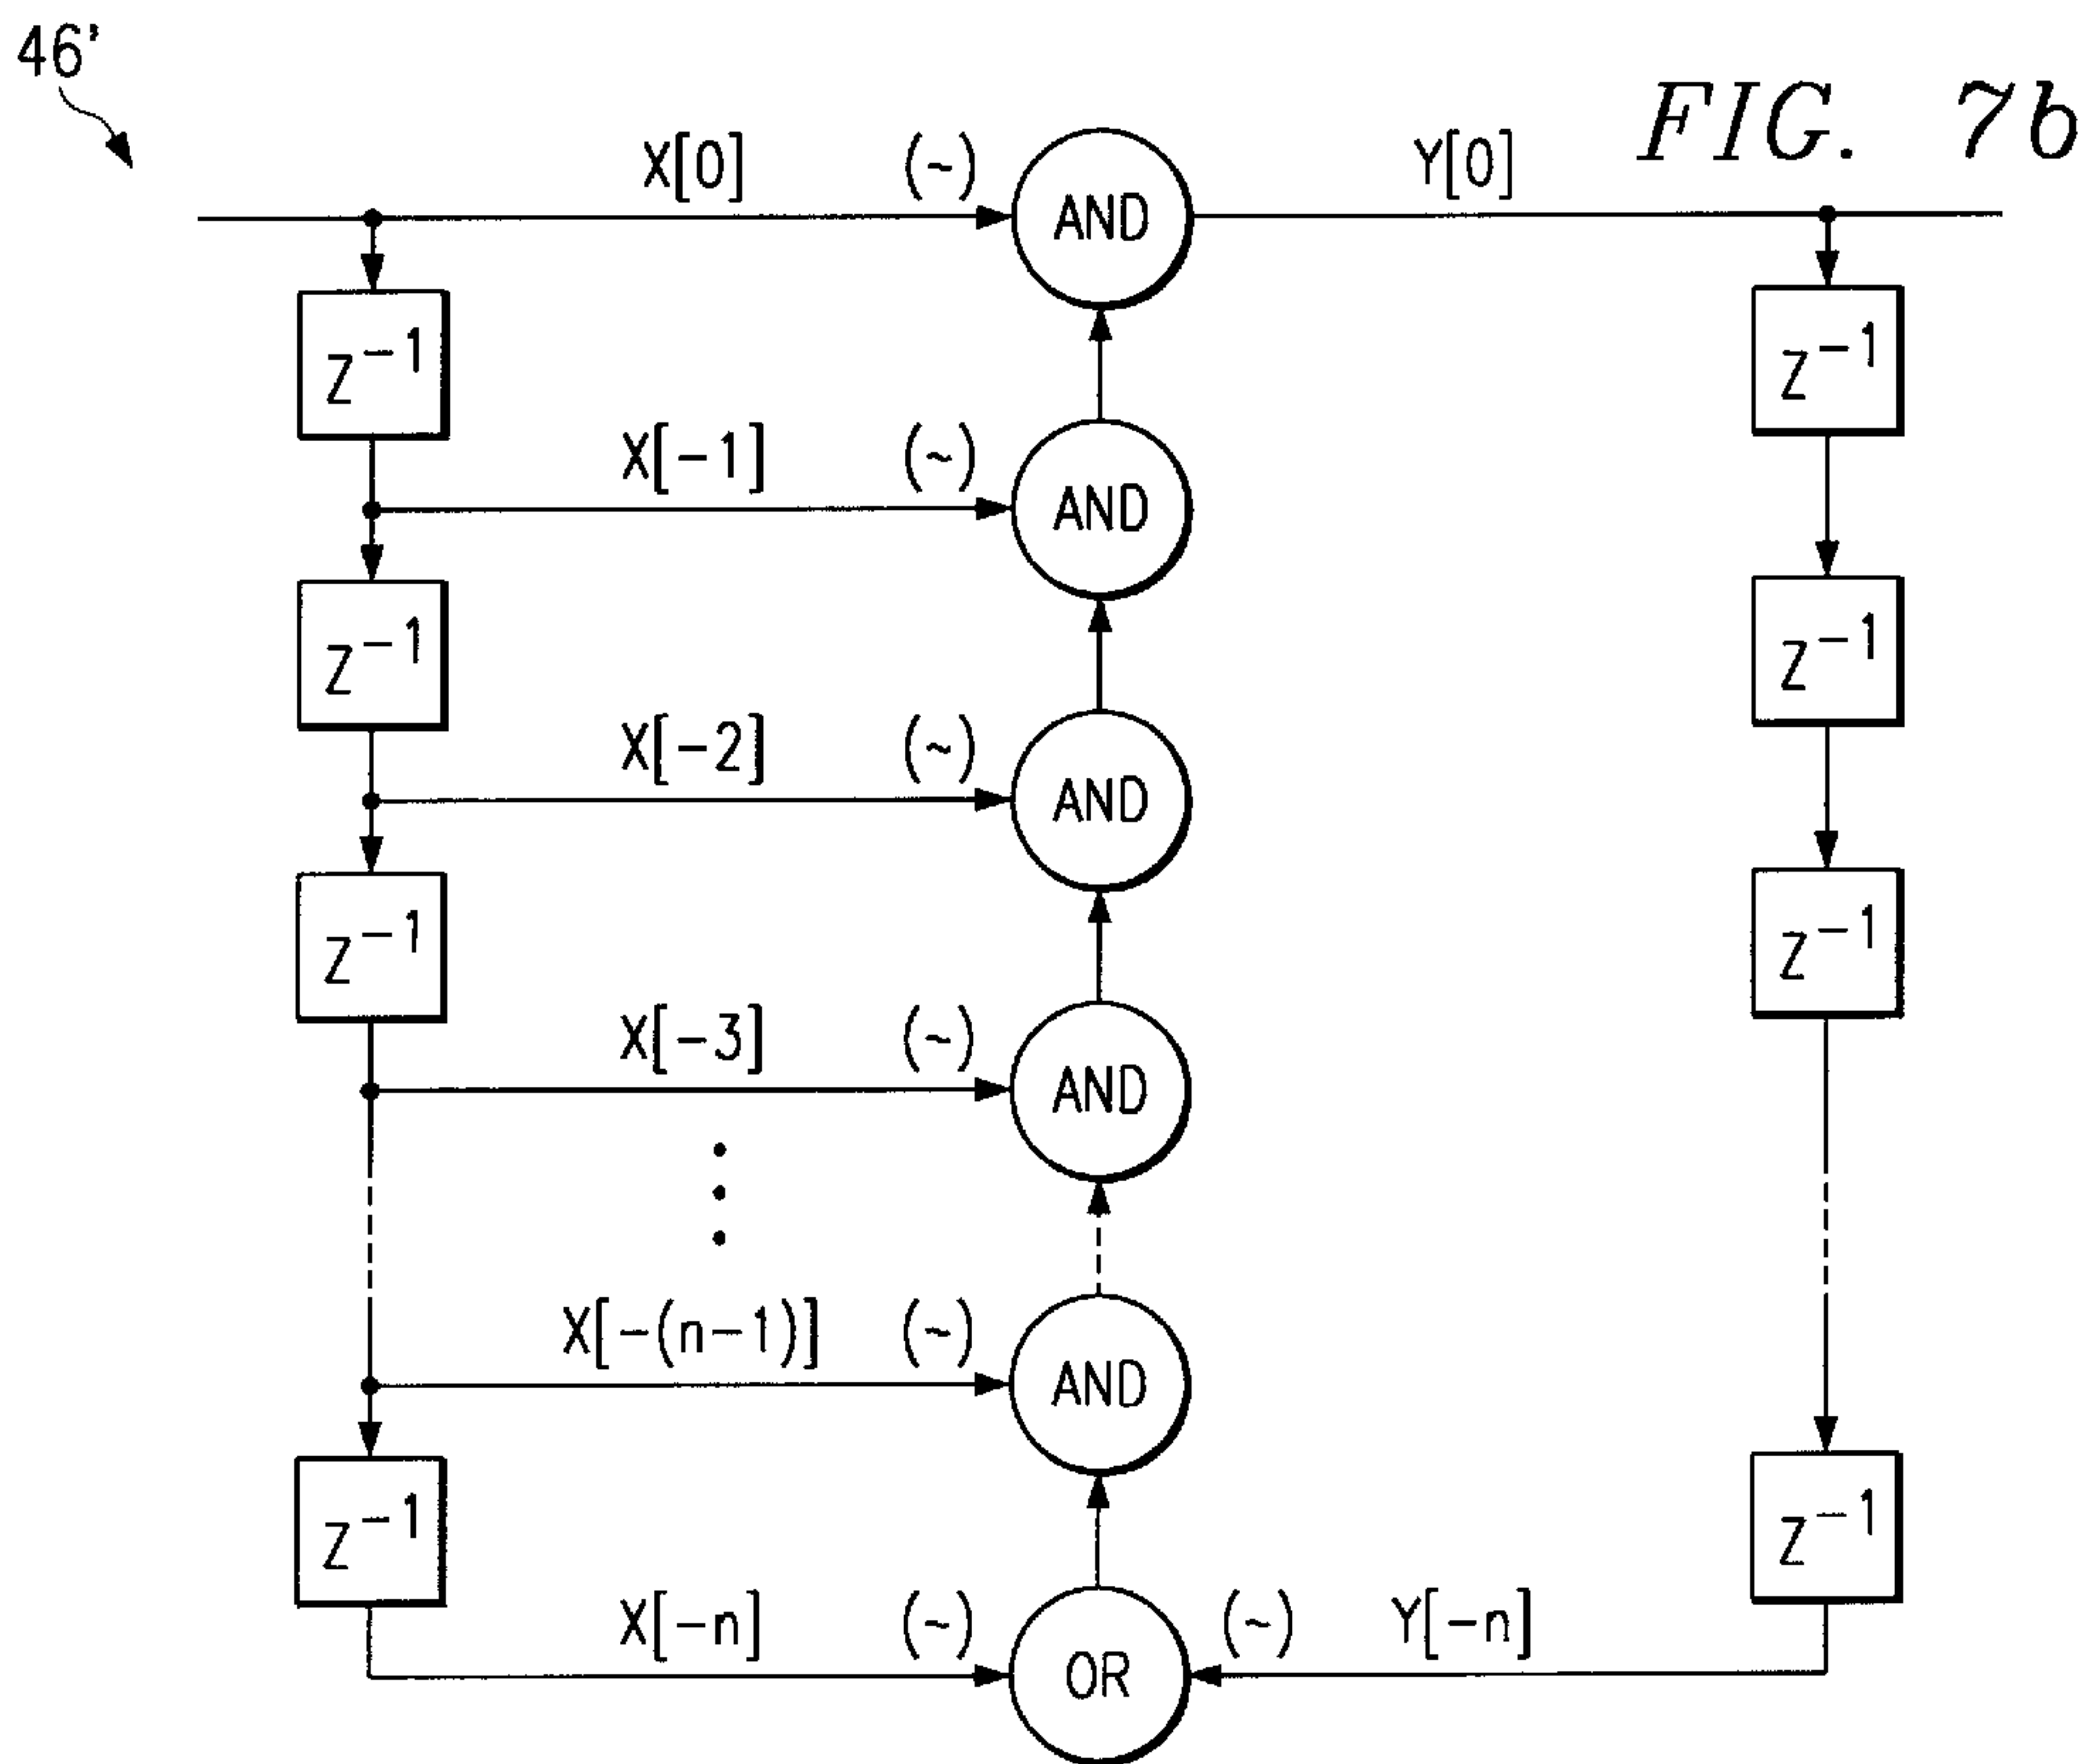 46'
FIG. 7b
X[0] (~) AND Y[0]
Z⁻¹ Z⁻¹
X[-1] (~) AND
Z⁻¹ Z⁻¹
X[-2] (~) AND
Z⁻¹ Z⁻¹
X[-3] (~) AND
X[-(n-1)] (~) AND
Z⁻¹ Z⁻¹
X[-n] (~) OR (~) Y[-n]